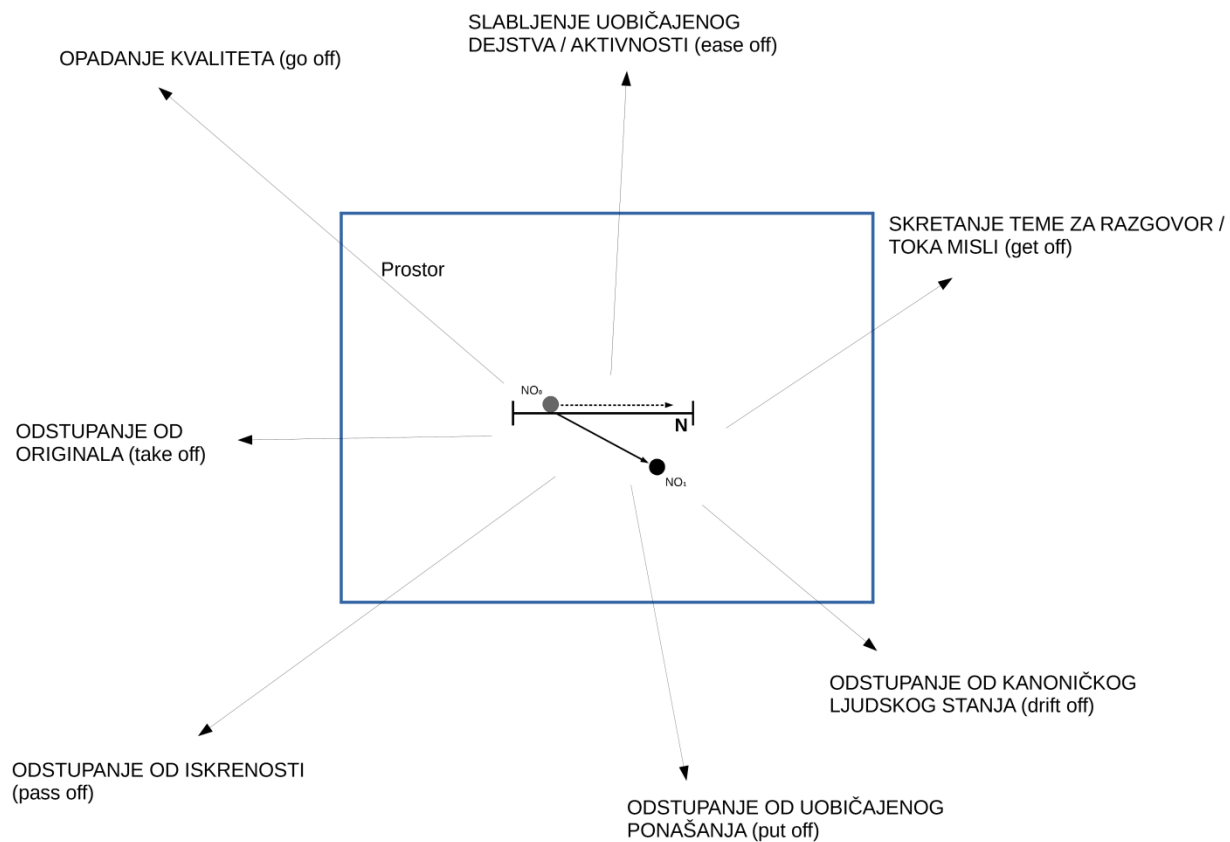 SLABLJENJE UOBIČAJENOG
DEJSTVA / AKTIVNOSTI (ease off)
OPADANJE KVALITETA (go off)
SKRETANJE TEME ZA RAZGOVOR /
TOKA MISLI (get off)
Prostor
NO₀
N
NO₁
ODSTUPANJE OD
ORIGINALA (take off)
ODSTUPANJE OD KANONIČKOG
LJUDSKOG STANJA (drift off)
ODSTUPANJE OD ISKRENOSTI
(pass off)
ODSTUPANJE OD UOBIČAJENOG
PONAŠANJA (put off)